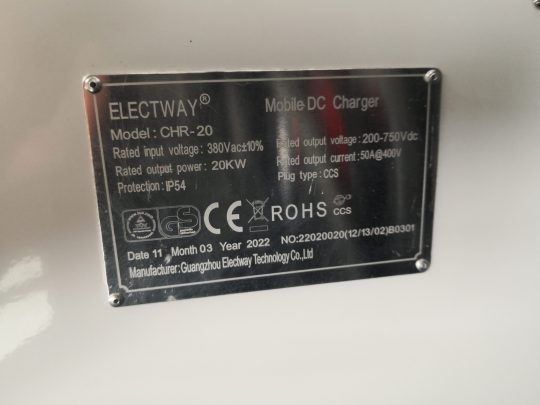 ELECTWAY® Mobile DC Charger
Model: CHR-20
Rated input voltage: 380Vac±10% Rated output voltage: 200-750Vdc
Rated output power: 20KW Rated output current: 50A@400V
Protection: IP54 Plug type: CCS
GS CE ROHS CCS
Date 11 Month 03 Year 2022 NO:22020020(12/13/02)B0301
Manufacturer: Guangzhou Electway Technology Co.,Ltd